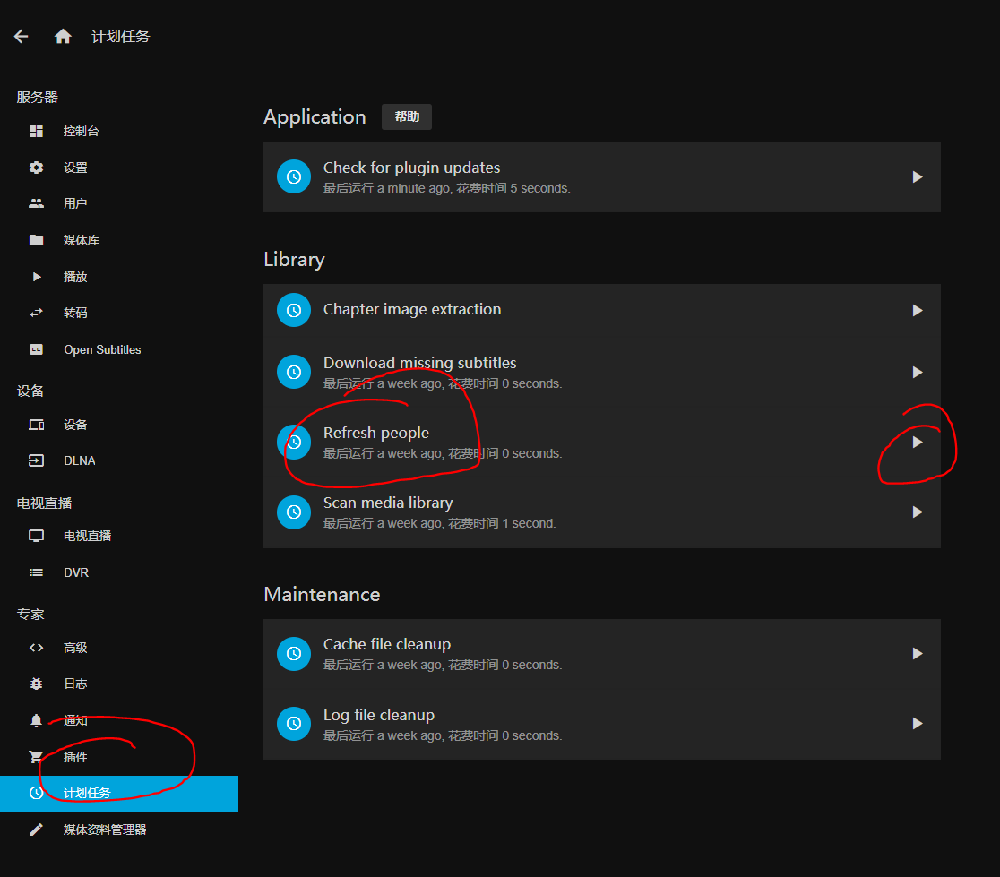 计划任务
服务器
控制台
设置
用户
媒体库
播放
转码
Open Subtitles
设备
设备
DLNA
电视直播
电视直播
DVR
专家
高级
日志
通知
插件
计划任务
媒体资料管理器
Application 帮助
Check for plugin updates
最后运行 a minute ago, 花费时间 5 seconds.
Library
Chapter image extraction
Download missing subtitles
最后运行 a week ago, 花费时间 0 seconds.
Refresh people
最后运行 a week ago, 花费时间 0 seconds.
Scan media library
最后运行 a week ago, 花费时间 1 second.
Maintenance
Cache file cleanup
最后运行 a week ago, 花费时间 0 seconds.
Log file cleanup
最后运行 a week ago, 花费时间 0 seconds.